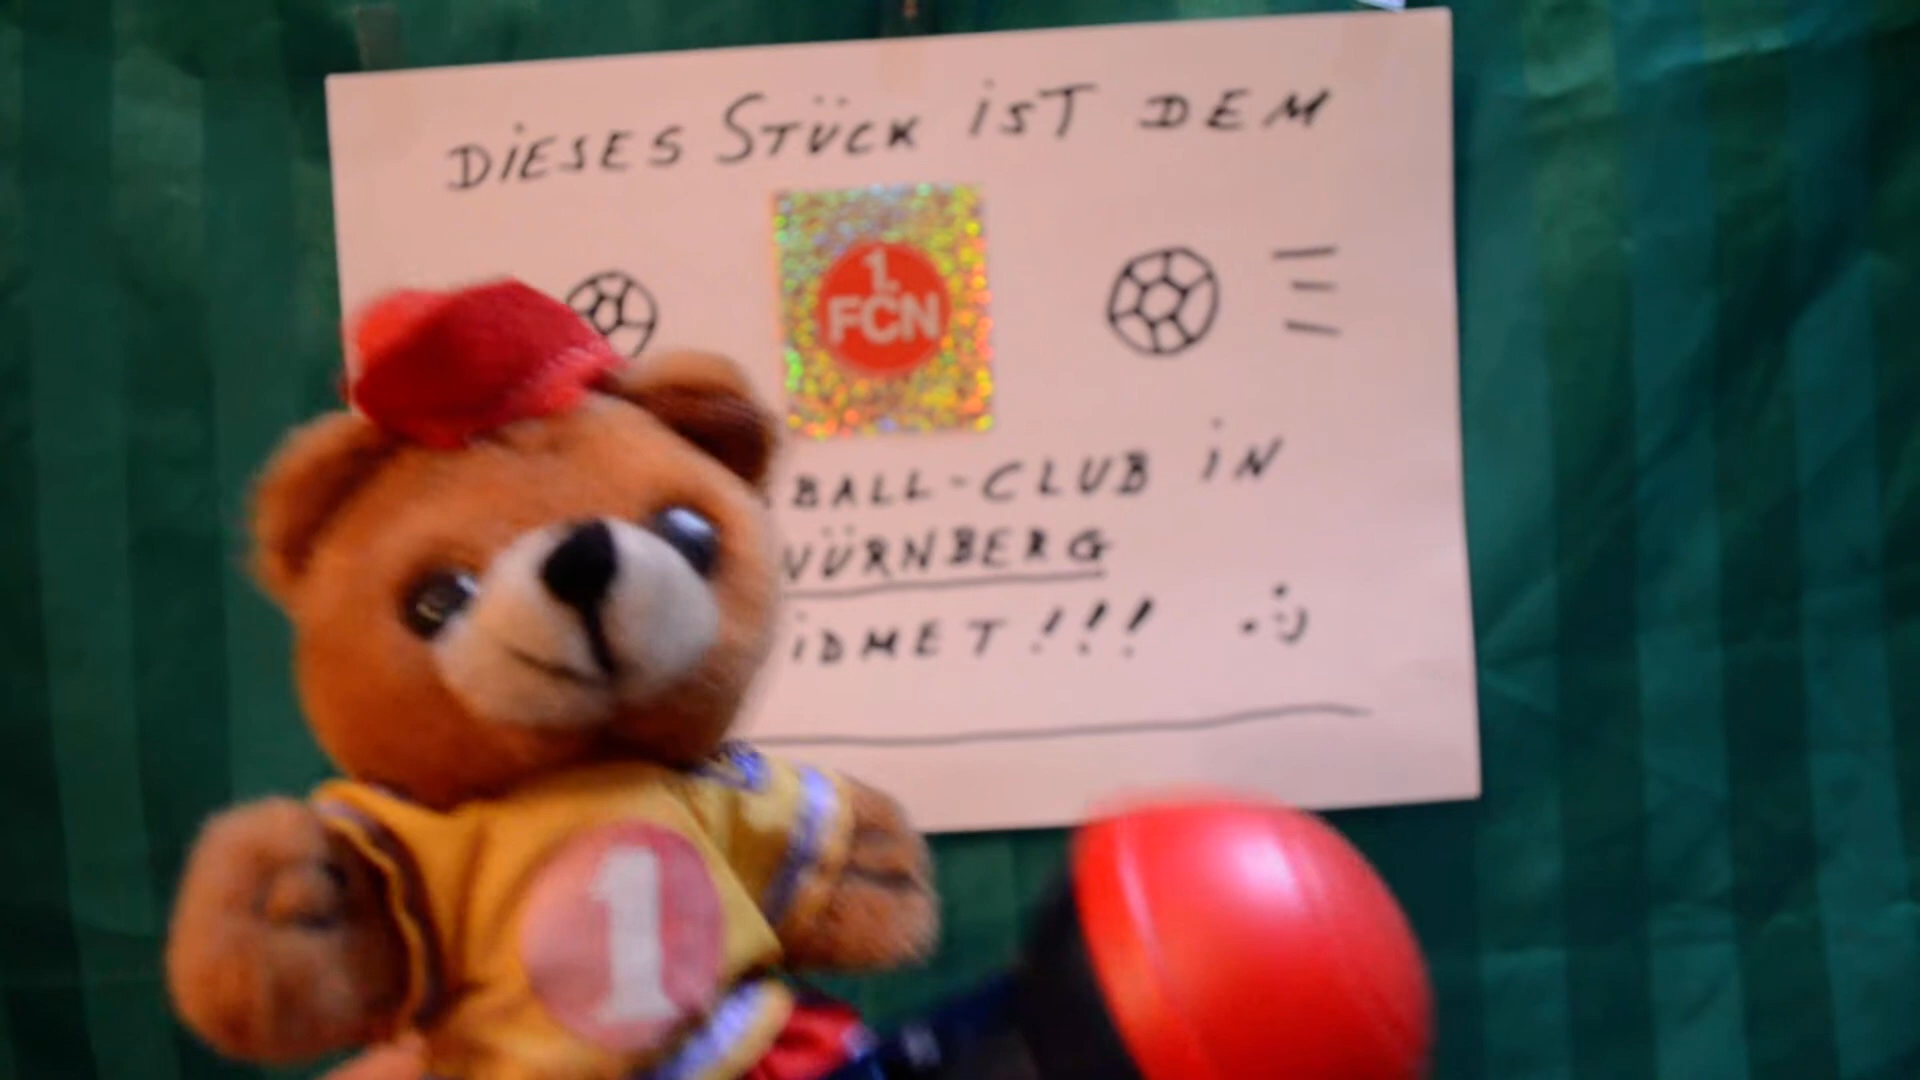 DiESES STÜCK iST DEM
1.
FCN
BALL-CLUB iN
NÜRNBERG
iDMET!!! :)
1